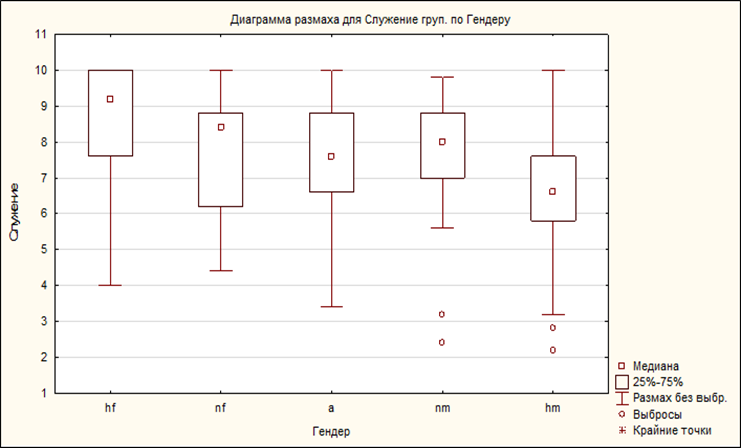 Диаграмма размаха для Служение груп. по Гендеру
11
10
9
8
7
6
5
4
3
2
1
Служение
hf nf a nm hm
Гендер
Медиана
25%-75%
Размах без выбр.
Выбросы
Крайние точки